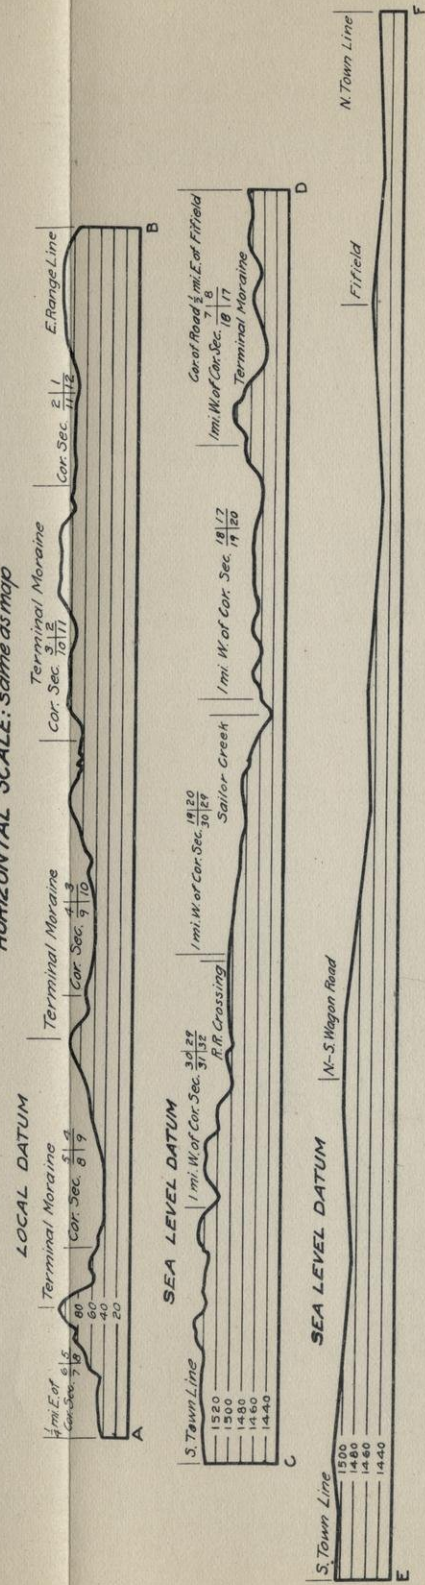 HORIZONTAL SCALE: Same as map
LOCAL DATUM
¼ mi. E. of
Cor. Sec. 6|5
7|8
Terminal Moraine
Cor. Sec. 5|4
8|9
Terminal Moraine
Cor. Sec. 4|3
9|10
Terminal Moraine
Cor. Sec. 3|2
10|11
Cor. Sec. 2|1
11|12
E. Range Line
80
60
40
20
A
B
SEA LEVEL DATUM
S. Town Line
1 mi. W. of Cor. Sec. 30|29
31|32
R.R. Crossing
1 mi. W. of Cor. Sec. 19|20
30|29
Sailor Creek
1 mi. W. of Cor. Sec. 18|17
19|20
Cor. of Road ½ mi. E. of Fifield
1 mi. W. of Cor. Sec. 7|8
18|17
Terminal Moraine
1520
1500
1480
1460
1440
C
D
SEA LEVEL DATUM
S. Town Line
N-S. Wagon Road
Fifield
N. Town Line
1500
1480
1460
1440
E
F